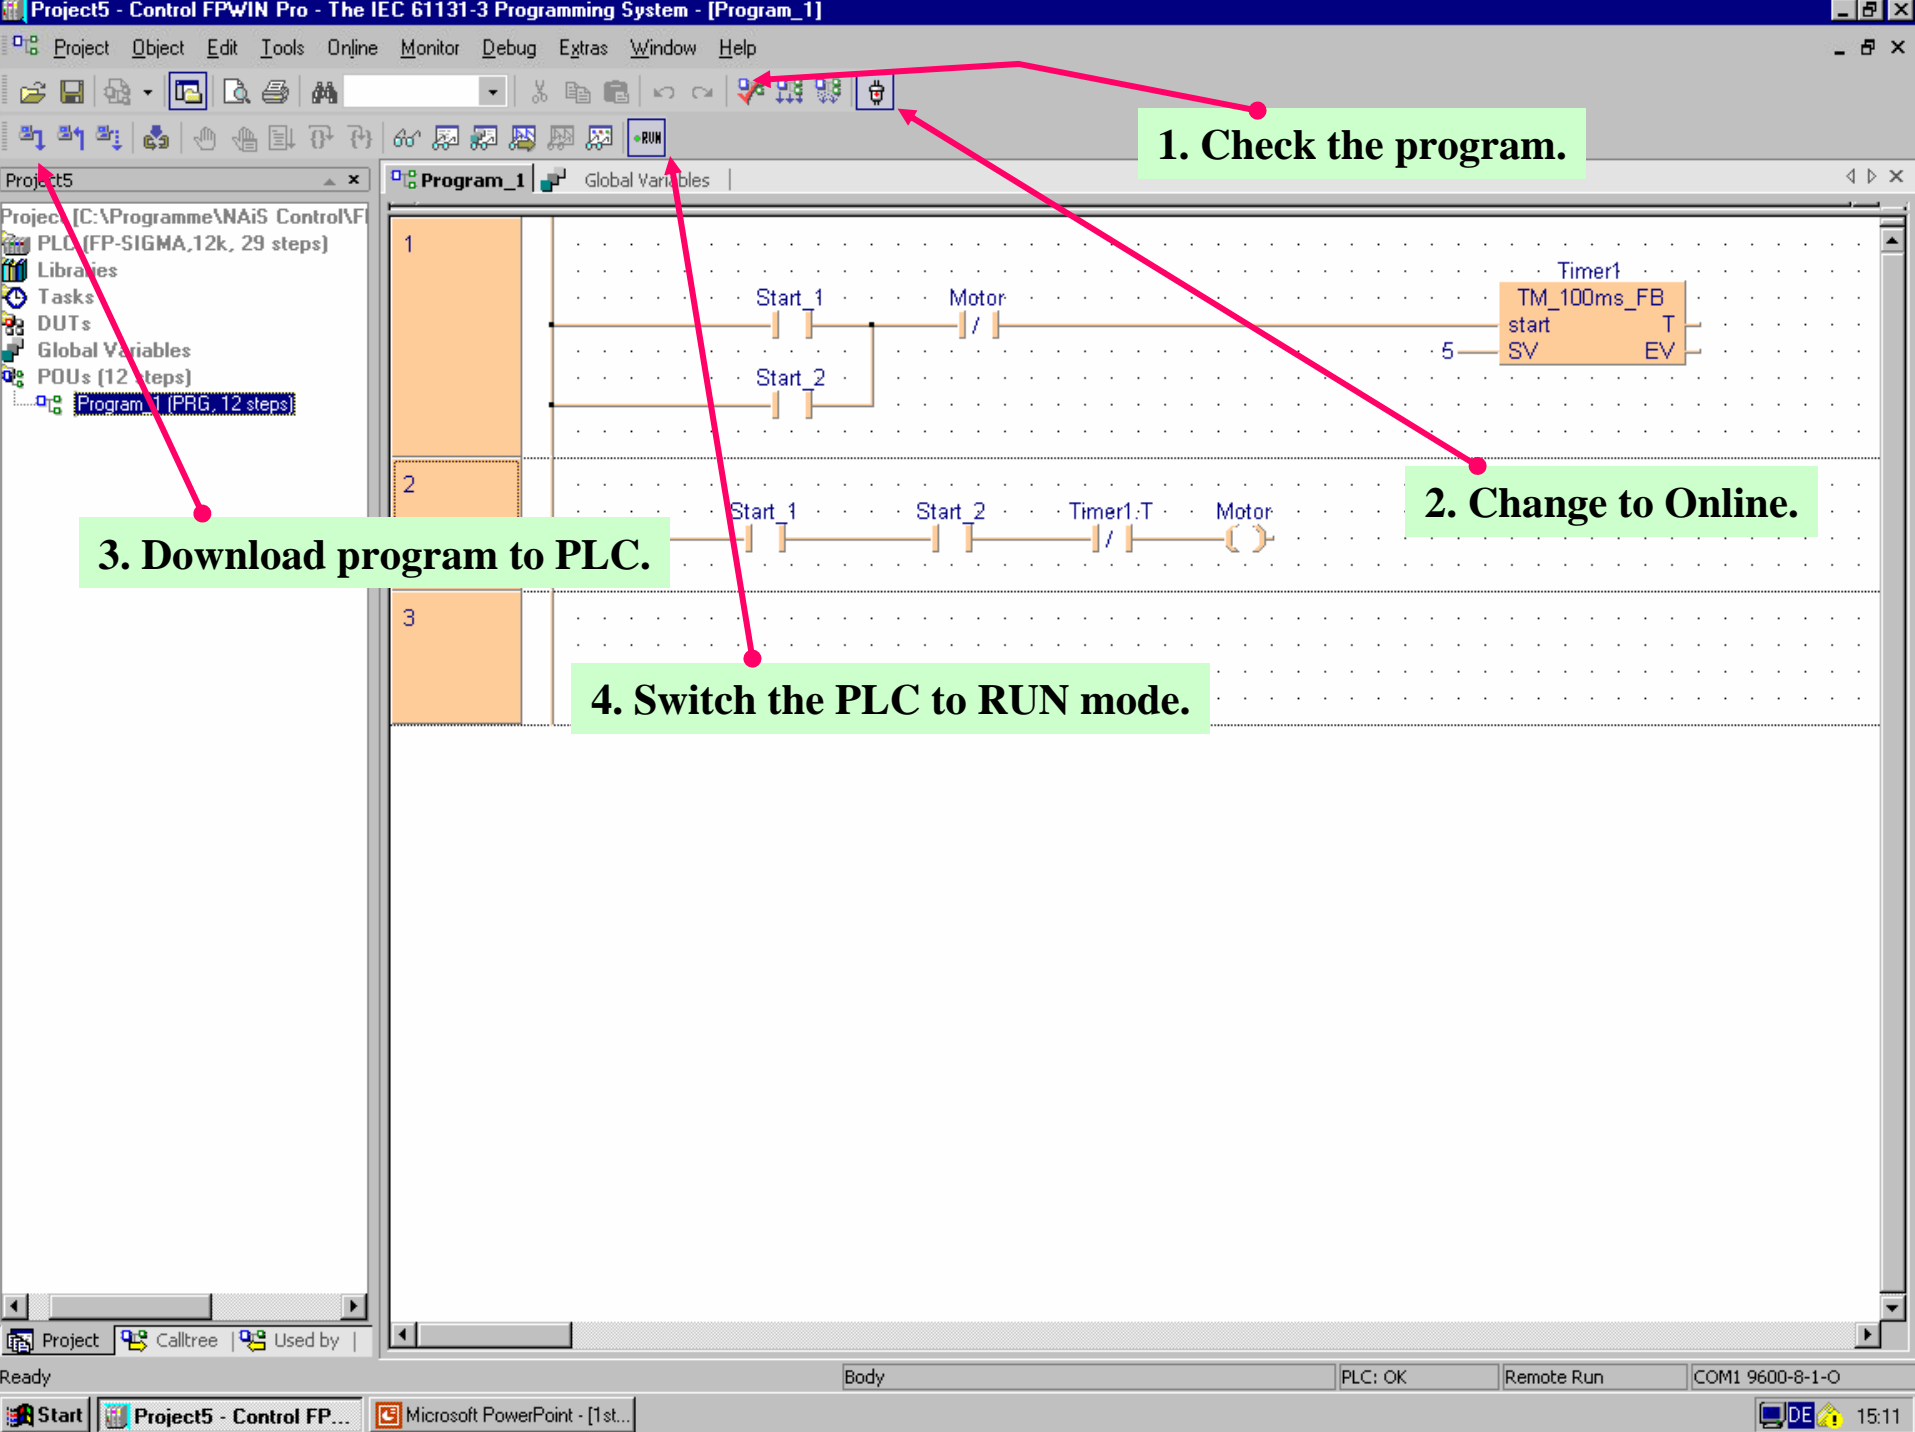 Project5 - Control FPWIN Pro - The IEC 61131-3 Programming System - [Program_1]
Project Object Edit Tools Online Monitor Debug Extras Window Help
RUN
1. Check the program.
Project5
Program_1 Global Variables
Project [C:\Programme\NAiS Control\F
PLC (FP-SIGMA,12k, 29 steps)
Libraries
Tasks
DUTs
Global Variables
POUs (12 steps)
Program_1 (PRG, 12 steps)
1
Timer1
Start_1 Motor TM_100ms_FB
start T
5 SV EV
Start_2
2
2. Change to Online.
Start_1 Start_2 Timer1.T Motor
3. Download program to PLC.
3
4. Switch the PLC to RUN mode.
Project Calltree Used by
Ready Body PLC: OK Remote Run COM1 9600-8-1-O
Start Project5 - Control FP... Microsoft PowerPoint - [1st... DE 15:11